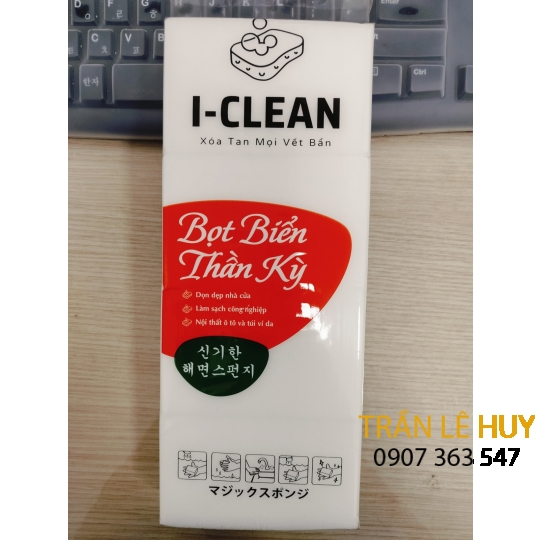 I-CLEAN
Xóa Tan Mọi Vết Bẩn
Bọt Biển
Thần Kỳ
Dọn dẹp nhà cửa
Làm sạch công nghiệp
Nội thất ô tô và túi ví da
신기한
해면스펀지
TRẦN LÊ HUY
0907 363 547
マジックスポンジ